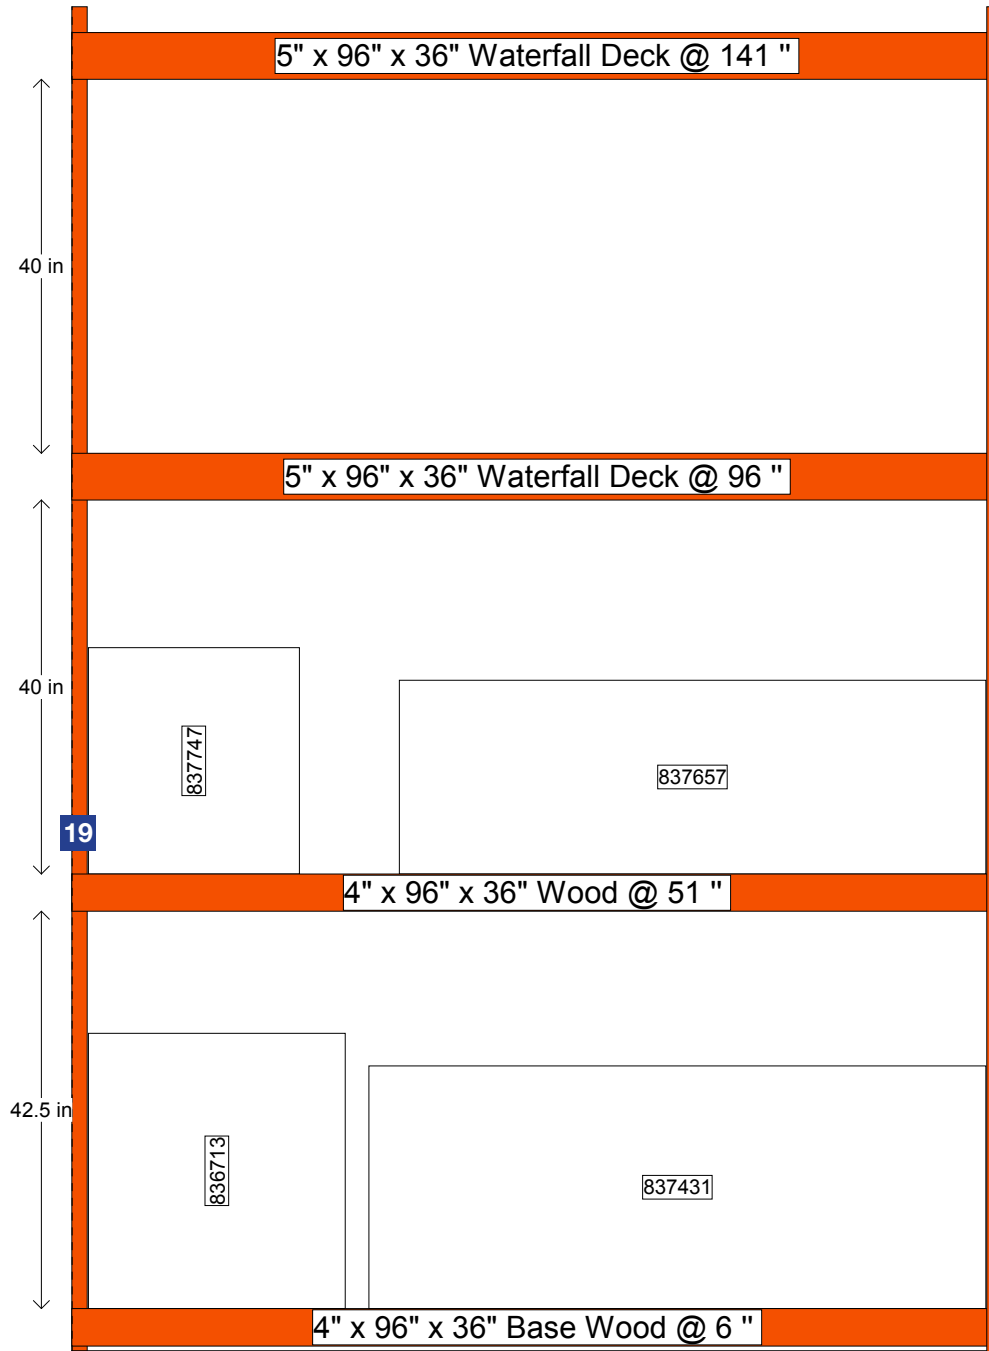 5" x 96" x 36" Waterfall Deck @ 141 "
40 in
5" x 96" x 36" Waterfall Deck @ 96 "
40 in
837747
837657
19
4" x 96" x 36" Wood @ 51 "
42.5 in
836713
837431
4" x 96" x 36" Base Wood @ 6 "